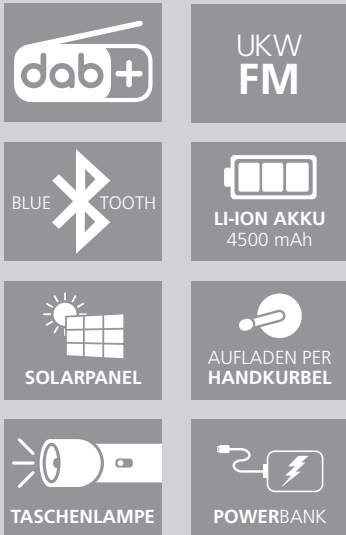 dab+
UKW
FM
BLUE TOOTH
LI-ION AKKU
4500 mAh
SOLARPANEL
AUFLADEN PER
HANDKURBEL
TASCHENLAMPE
POWERBANK